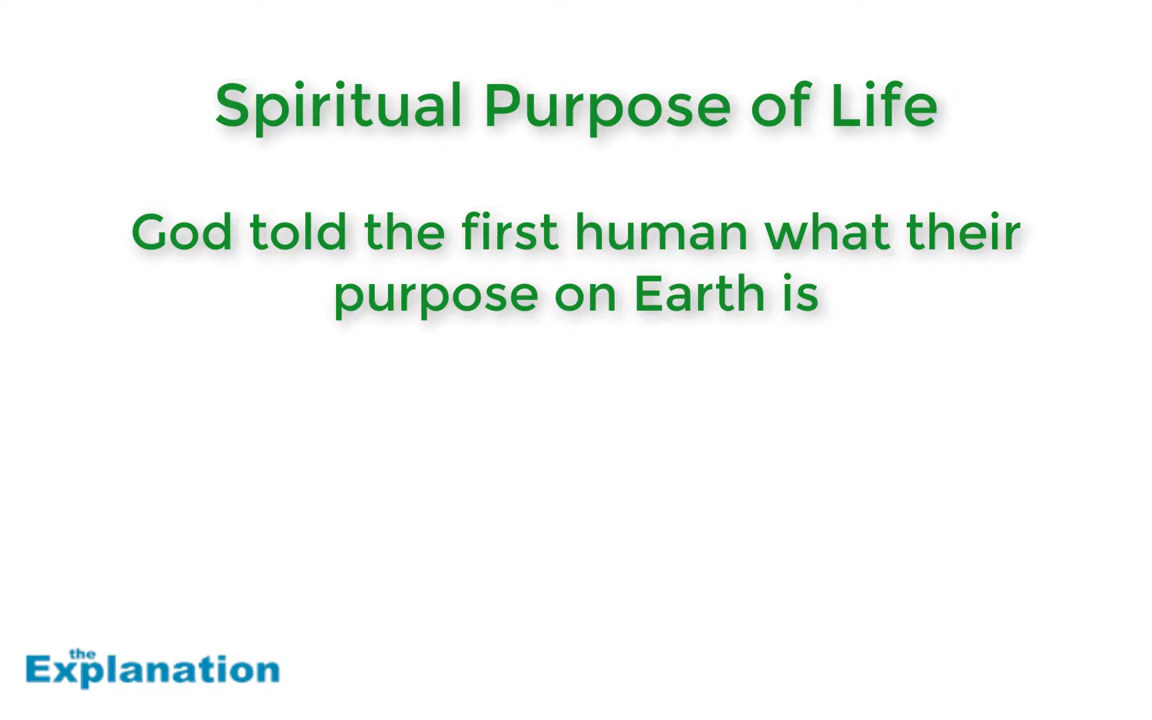 Spiritual Purpose of Life
God told the first human what their
purpose on Earth is
the
Explanation